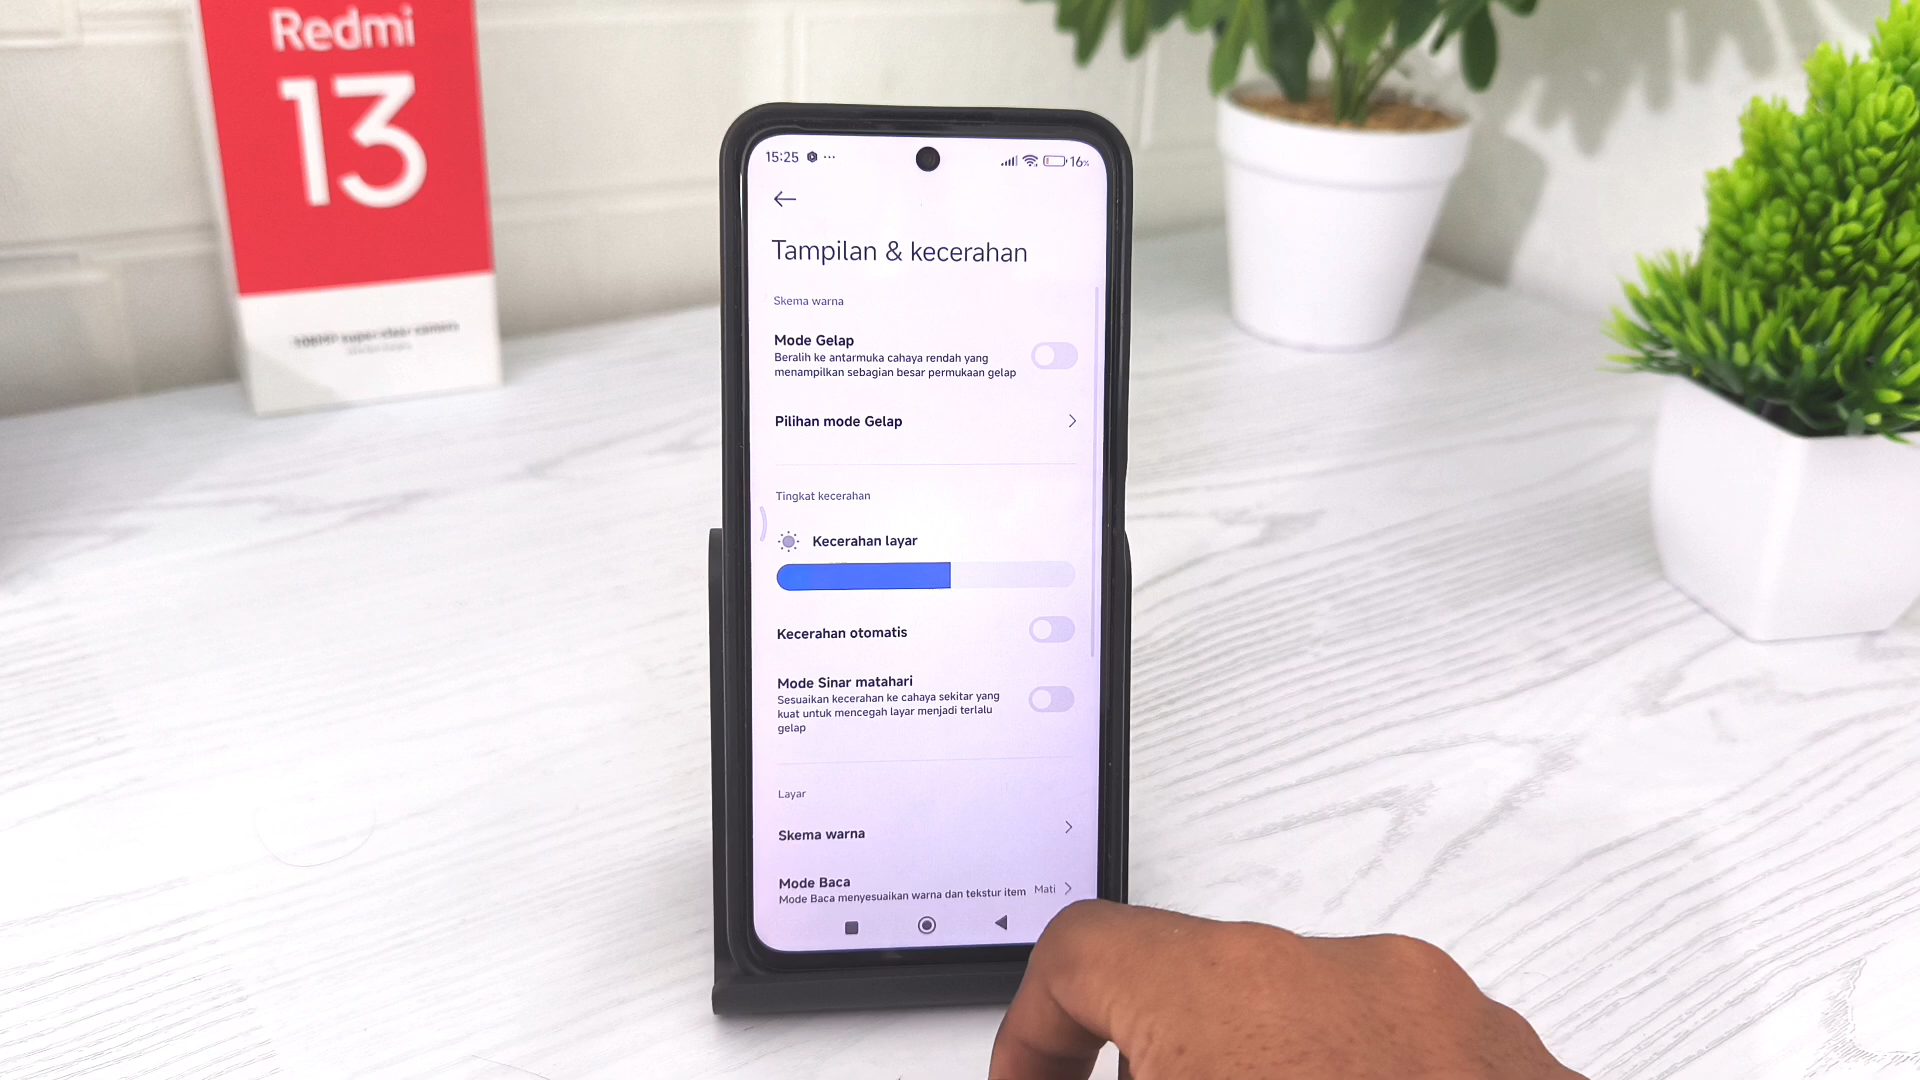 Redmi
13
15:25
16%
Tampilan & kecerahan
Skema warna
Mode Gelap
Beralih ke antarmuka cahaya rendah yang
menampilkan sebagian besar permukaan gelap
Pilihan mode Gelap
Tingkat kecerahan
Kecerahan layar
Kecerahan otomatis
Mode Sinar matahari
Sesuaikan kecerahan ke cahaya sekitar yang
kuat untuk mencegah layar menjadi terlalu
gelap
Layar
Skema warna
Mode Baca
Mode Baca menyesuaikan warna dan tekstur item
Mati